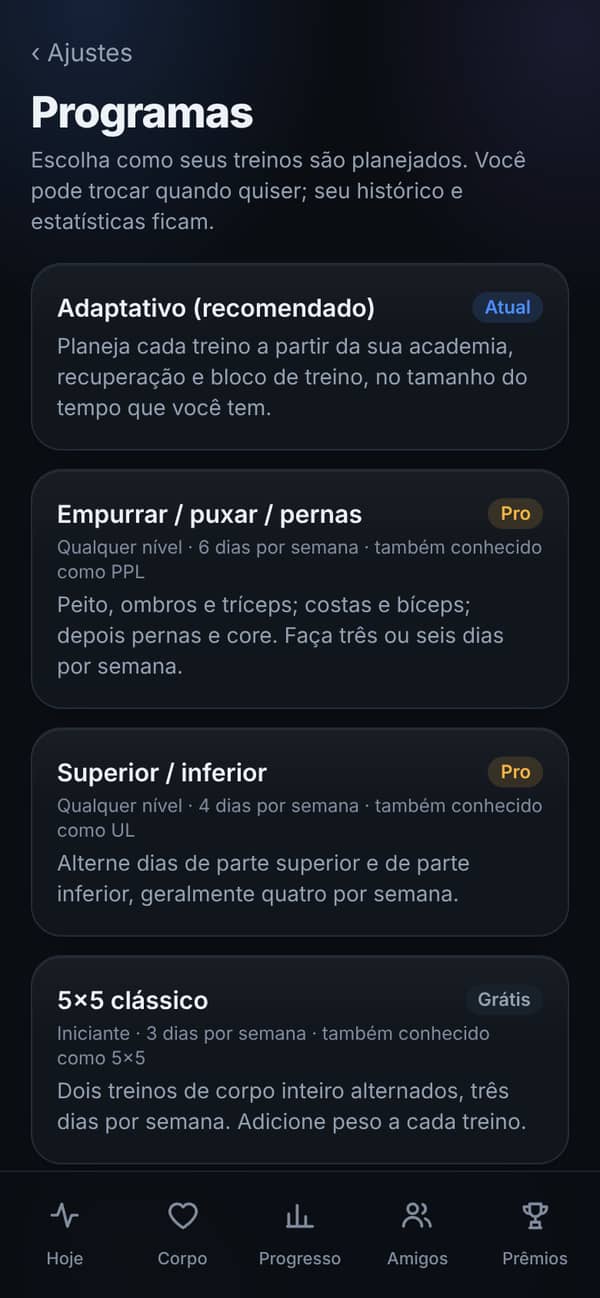 ‹ Ajustes
Programas
Escolha como seus treinos são planejados. Você
pode trocar quando quiser; seu histórico e
estatísticas ficam.
Adaptativo (recomendado)
Atual
Planeja cada treino a partir da sua academia,
recuperação e bloco de treino, no tamanho do
tempo que você tem.
Empurrar / puxar / pernas
Pro
Qualquer nível · 6 dias por semana · também conhecido
como PPL
Peito, ombros e tríceps; costas e bíceps;
depois pernas e core. Faça três ou seis dias
por semana.
Superior / inferior
Pro
Qualquer nível · 4 dias por semana · também conhecido
como UL
Alterne dias de parte superior e de parte
inferior, geralmente quatro por semana.
5×5 clássico
Grátis
Iniciante · 3 dias por semana · também conhecido
como 5×5
Dois treinos de corpo inteiro alternados, três
dias por semana. Adicione peso a cada treino.
Hoje
Corpo
Progresso
Amigos
Prêmios